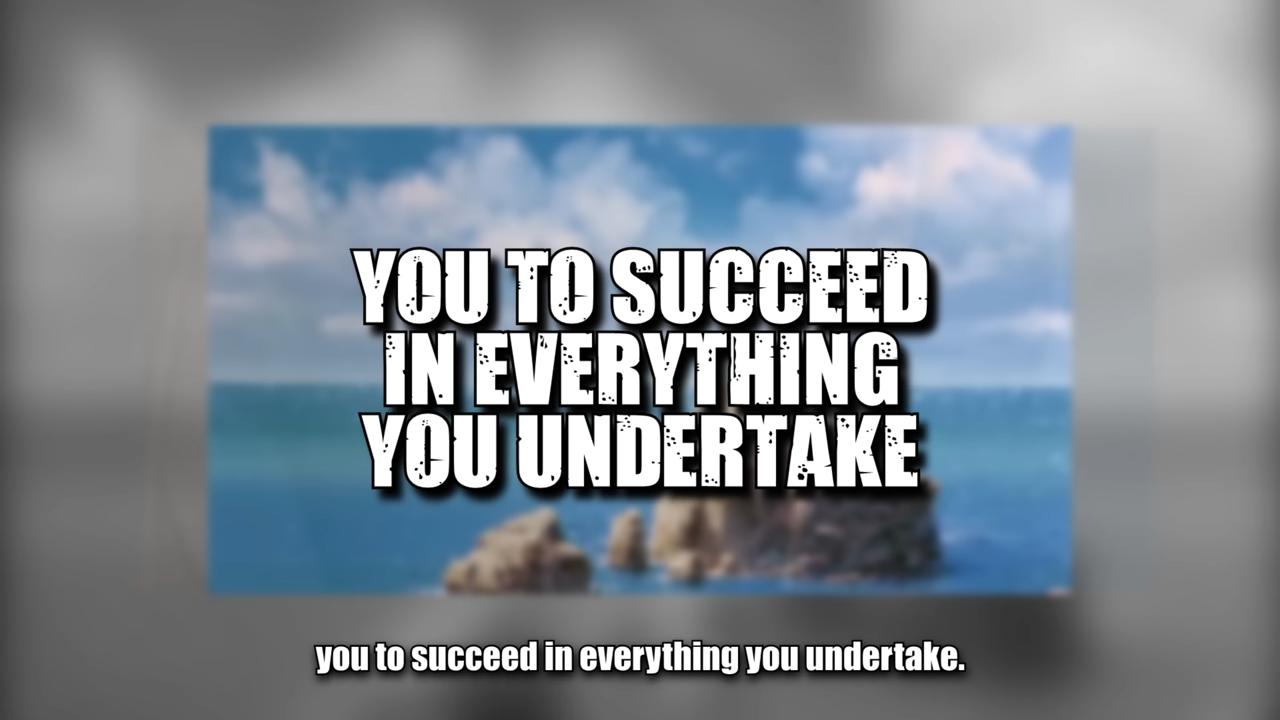 YOU TO SUCCEED
IN EVERYTHING
YOU UNDERTAKE
you to succeed in everything you undertake.